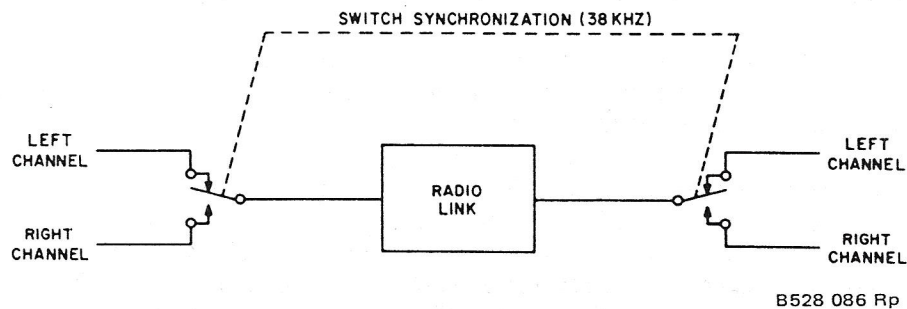 SWITCH SYNCHRONIZATION (38 KHZ)
LEFT
CHANNEL
RIGHT
CHANNEL
RADIO
LINK
LEFT
CHANNEL
RIGHT
CHANNEL
B528 086 Rp